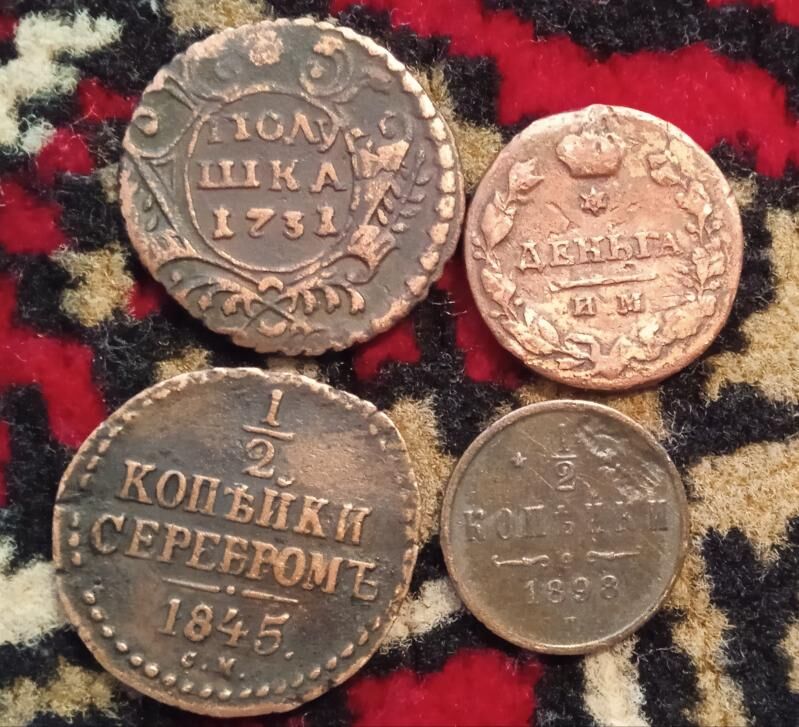 ПОЛУ
ШКА
1731
ДЕНЬГА
И М
1/2
КОПѢЙКИ
СЕРЕБРОМЪ
1845.
С. М.
1/2
КОПѢЙКИ
1898